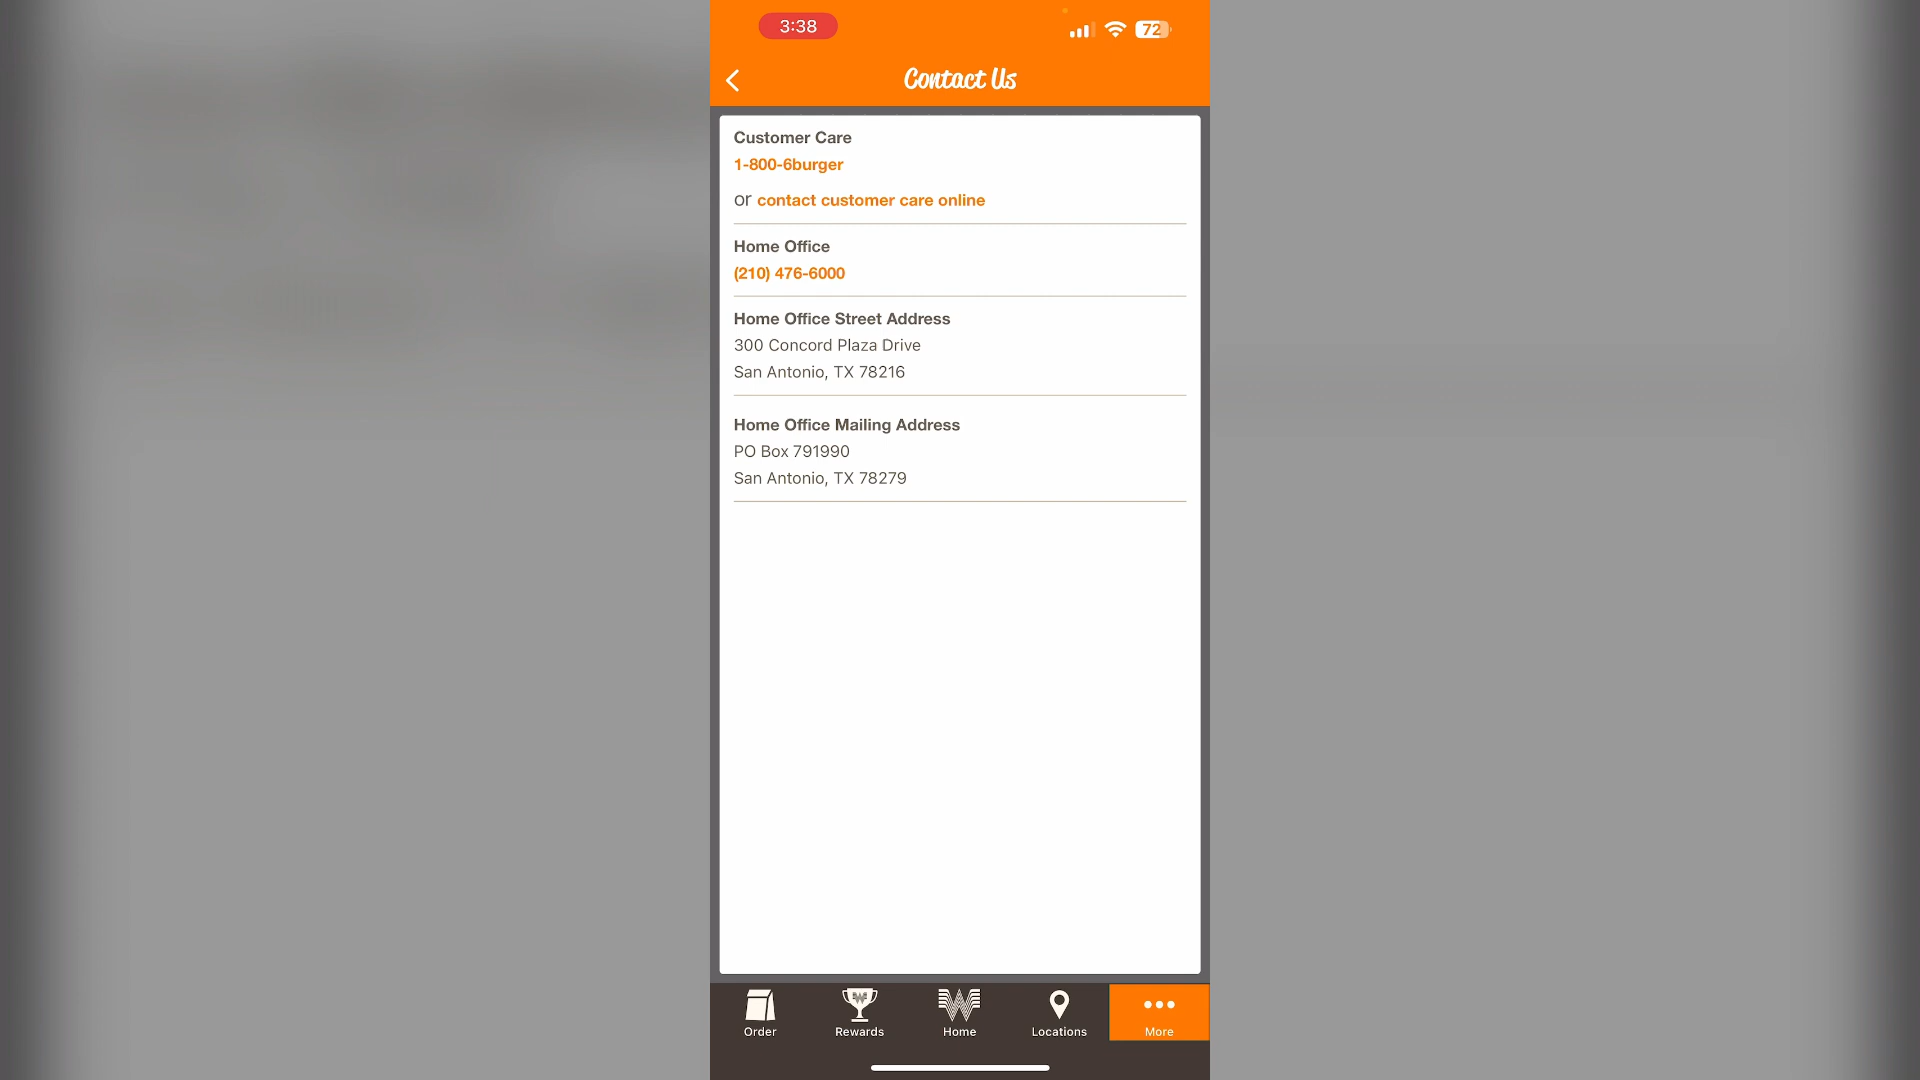 3:38
72
Contact Us
Customer Care
1-800-6burger
or contact customer care online
Home Office
(210) 476-6000
Home Office Street Address
300 Concord Plaza Drive
San Antonio, TX 78216
Home Office Mailing Address
PO Box 791990
San Antonio, TX 78279
Order
Rewards
Home
Locations
More